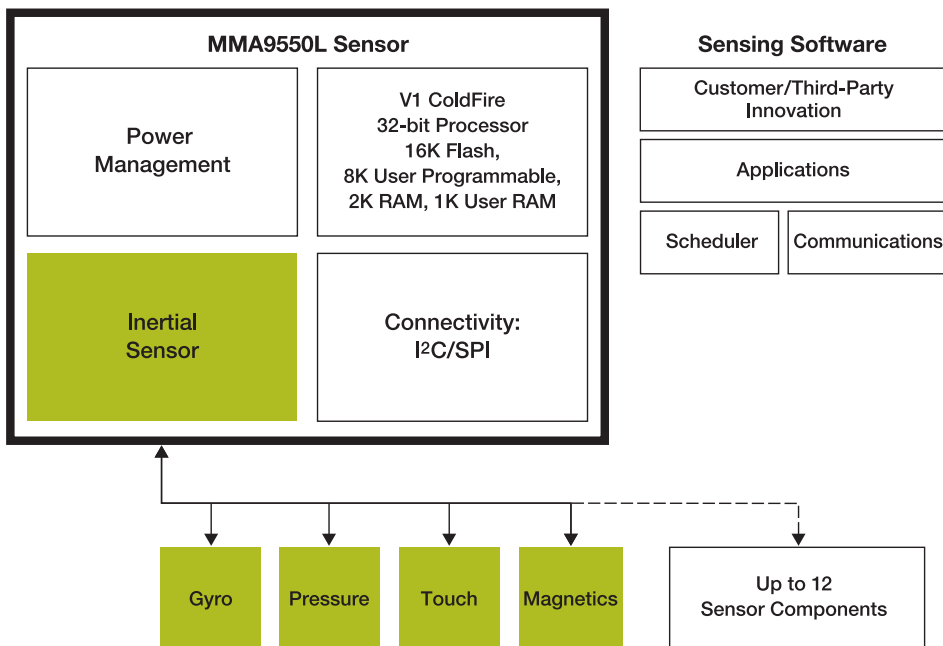 MMA9550L Sensor
Power
Management
V1 ColdFire
32-bit Processor
16K Flash,
8K User Programmable,
2K RAM, 1K User RAM
Inertial
Sensor
Connectivity:
I²C/SPI
Sensing Software
Customer/Third-Party
Innovation
Applications
Scheduler
Communications
Gyro
Pressure
Touch
Magnetics
Up to 12
Sensor Components